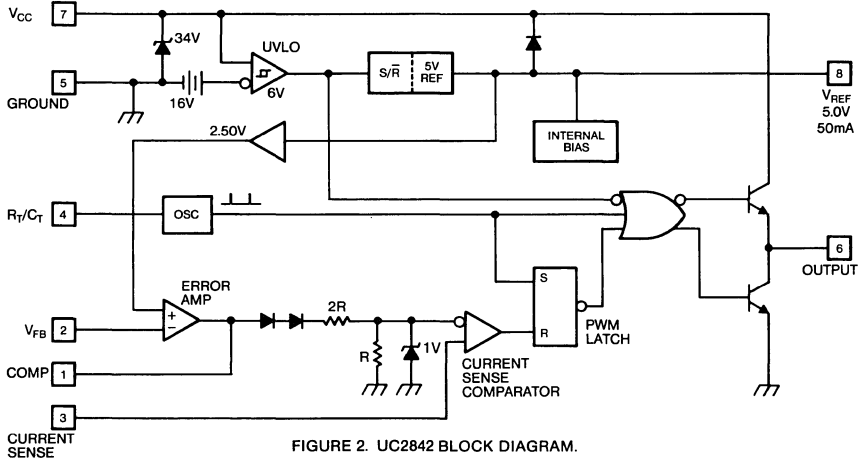 VCC 7
34V
UVLO
6V
16V
S/R̅
5V
REF
8
VREF
5.0V
50mA
5
GROUND
2.50V
INTERNAL
BIAS
RT/CT 4
OSC
6
OUTPUT
S
R
PWM
LATCH
ERROR
AMP
+
−
2R
R
1V
VFB 2
COMP 1
CURRENT
SENSE
COMPARATOR
3
CURRENT
SENSE
FIGURE 2. UC2842 BLOCK DIAGRAM.